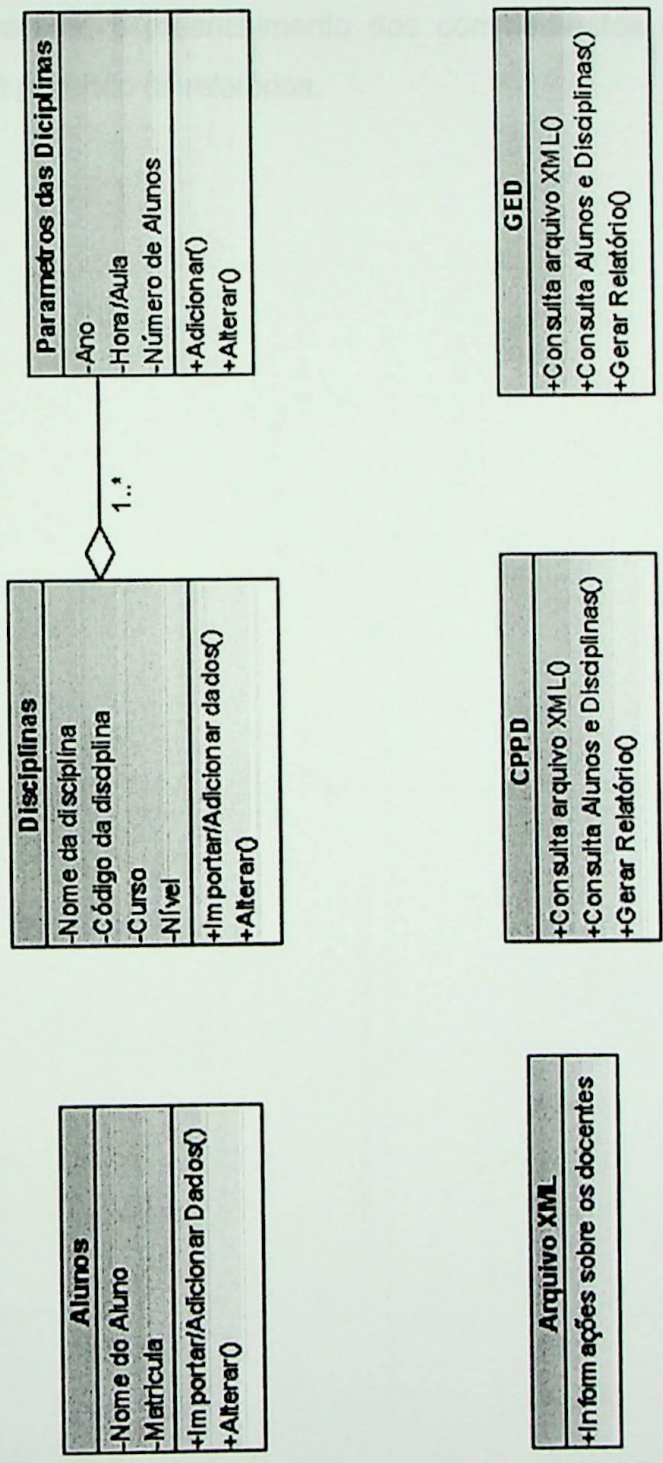 Alunos
-Nome do Aluno
-Matrícula
+Importar/Adicionar Dados()
+Alterar()
Disciplinas
-Nome da disciplina
-Código da disciplina
-Curso
-Nível
+Importar/Adicionar dados()
+Alterar()
1..*
Parametros das Diciplinas
-Ano
-Hora/Aula
-Número de Alunos
+Adicionar()
+Alterar()
Arquivo XML
+Informações sobre os docentes
CPPD
+Consulta arquivo XML()
+Consulta Alunos e Disciplinas()
+Gerar Relatório()
GED
+Consulta arquivo XML()
+Consulta Alunos e Disciplinas()
+Gerar Relatório()
dos
relatórios.